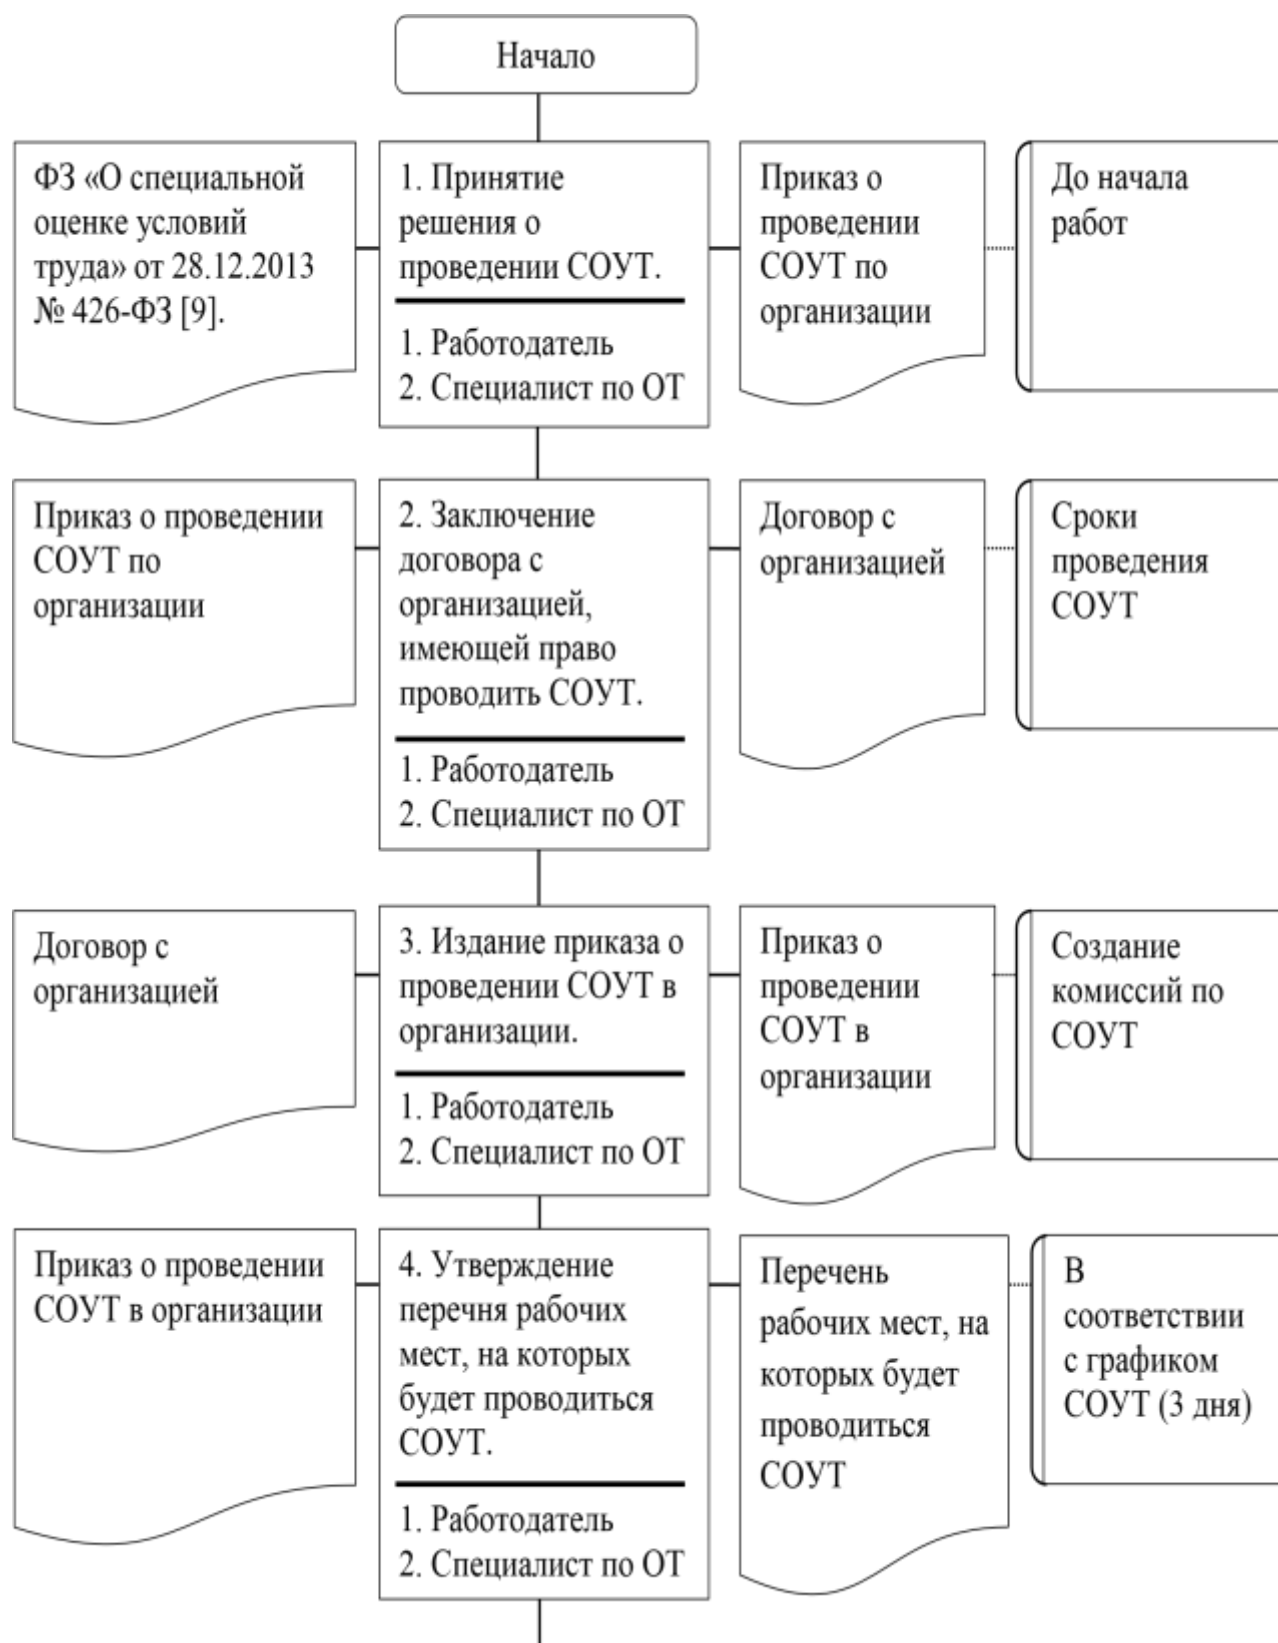 Начало
ФЗ «О специальной
оценке условий
труда» от 28.12.2013
№ 426-ФЗ [9].
1. Принятие
решения о
проведении СОУТ.
1. Работодатель
2. Специалист по ОТ
Приказ о
проведении
СОУТ по
организации
До начала
работ
Приказ о проведении
СОУТ по
организации
2. Заключение
договора с
организацией,
имеющей право
проводить СОУТ.
1. Работодатель
2. Специалист по ОТ
Договор с
организацией
Сроки
проведения
СОУТ
Договор с
организацией
3. Издание приказа о
проведении СОУТ в
организации.
1. Работодатель
2. Специалист по ОТ
Приказ о
проведении
СОУТ в
организации
Создание
комиссий по
СОУТ
Приказ о проведении
СОУТ в организации
4. Утверждение
перечня рабочих
мест, на которых
будет проводиться
СОУТ.
1. Работодатель
2. Специалист по ОТ
Перечень
рабочих мест, на
которых будет
проводиться
СОУТ
В
соответствии
с графиком
СОУТ (3 дня)